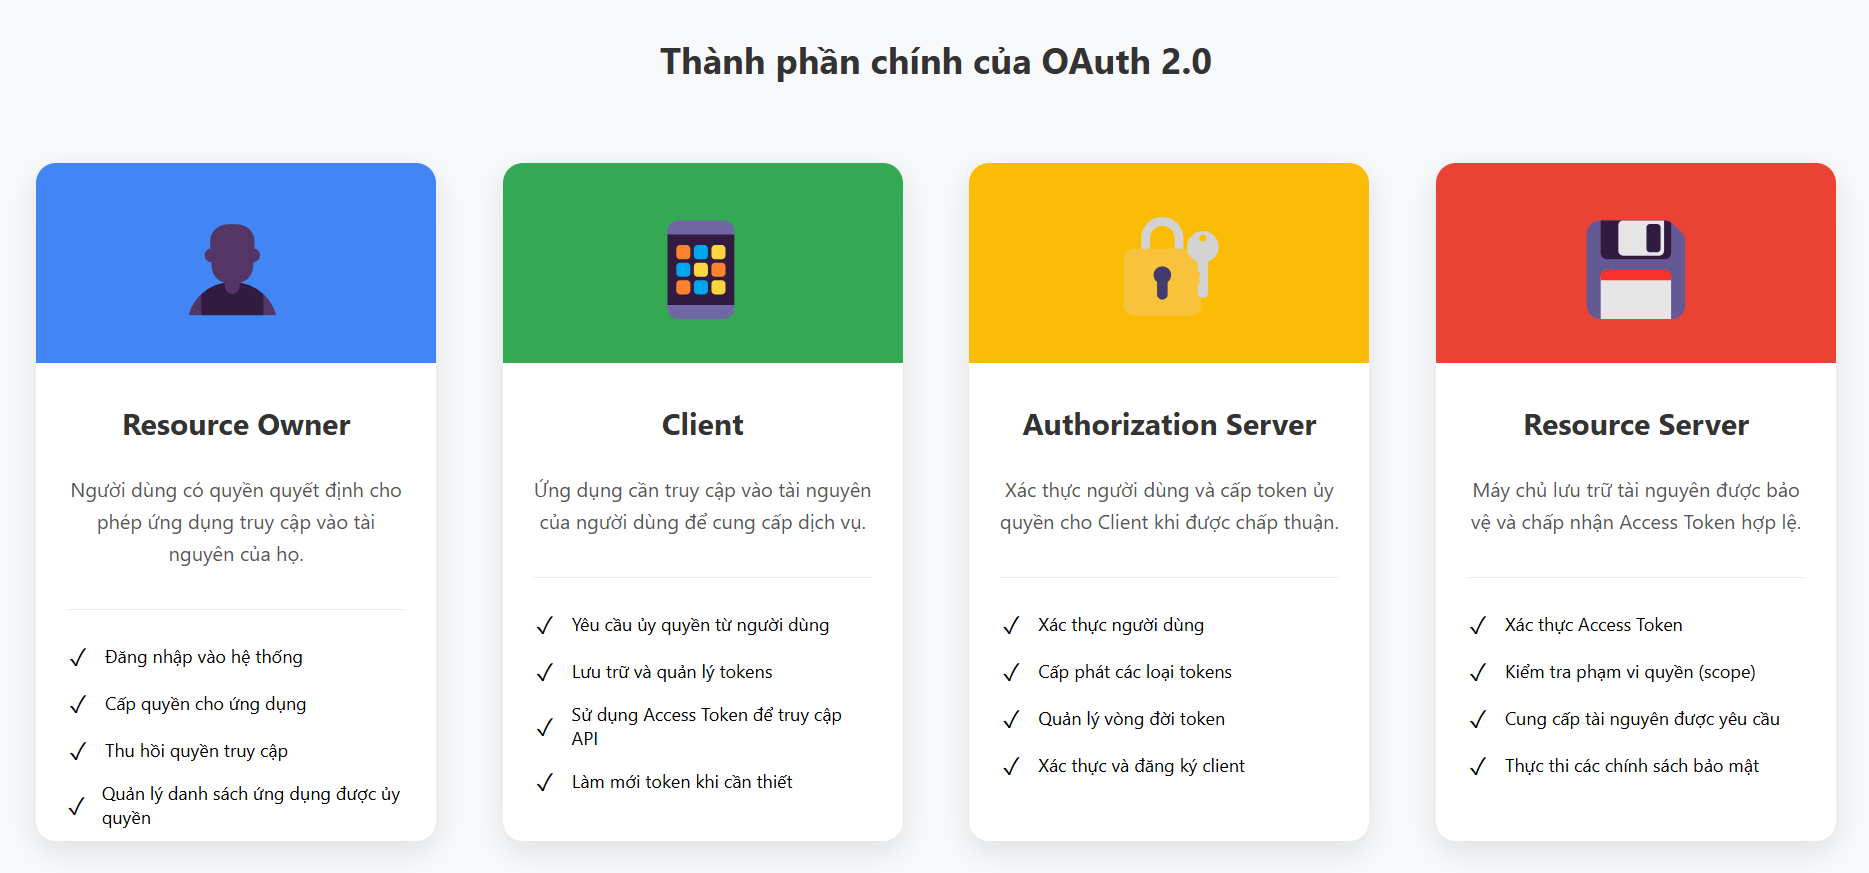 Thành phần chính của OAuth 2.0
Resource Owner
Người dùng có quyền quyết định cho
phép ứng dụng truy cập vào tài
nguyên của họ.
✓ Đăng nhập vào hệ thống
✓ Cấp quyền cho ứng dụng
✓ Thu hồi quyền truy cập
✓ Quản lý danh sách ứng dụng được ủy
quyền
Client
Ứng dụng cần truy cập vào tài nguyên
của người dùng để cung cấp dịch vụ.
✓ Yêu cầu ủy quyền từ người dùng
✓ Lưu trữ và quản lý tokens
✓ Sử dụng Access Token để truy cập
API
✓ Làm mới token khi cần thiết
Authorization Server
Xác thực người dùng và cấp token ủy
quyền cho Client khi được chấp thuận.
✓ Xác thực người dùng
✓ Cấp phát các loại tokens
✓ Quản lý vòng đời token
✓ Xác thực và đăng ký client
Resource Server
Máy chủ lưu trữ tài nguyên được bảo
vệ và chấp nhận Access Token hợp lệ.
✓ Xác thực Access Token
✓ Kiểm tra phạm vi quyền (scope)
✓ Cung cấp tài nguyên được yêu cầu
✓ Thực thi các chính sách bảo mật